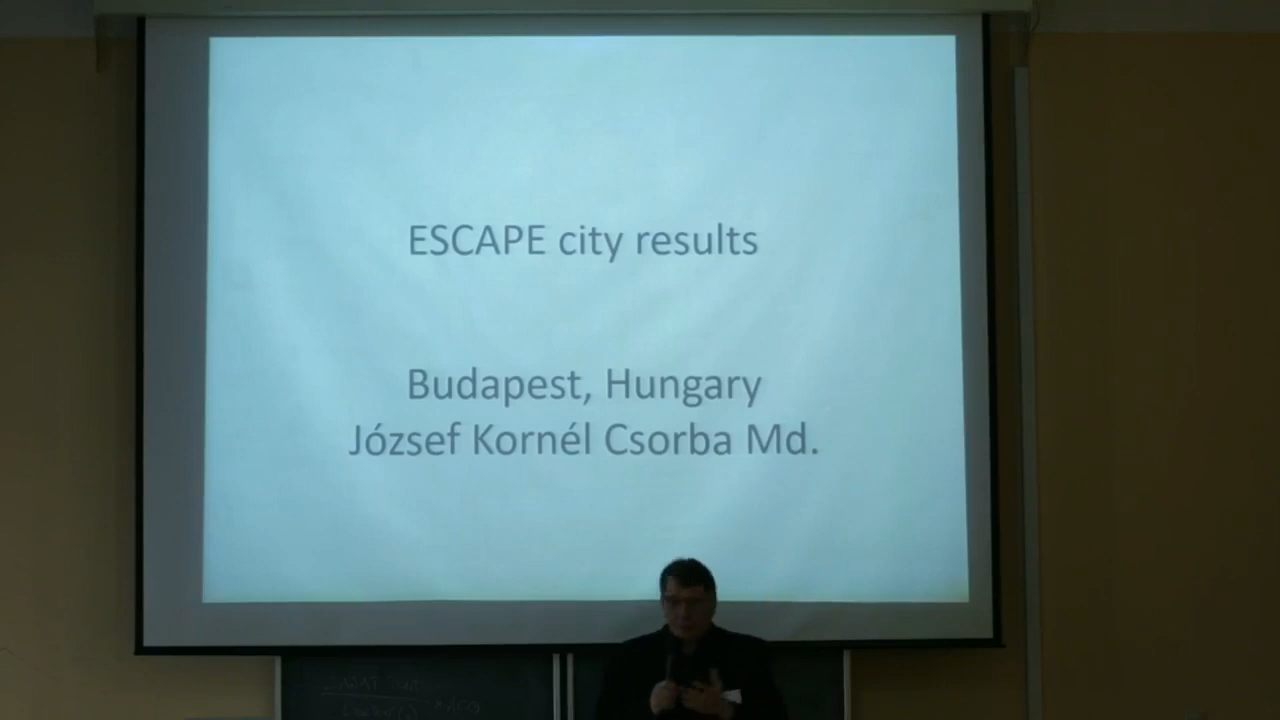 ESCAPE city results
Budapest, Hungary
József Kornél Csorba Md.